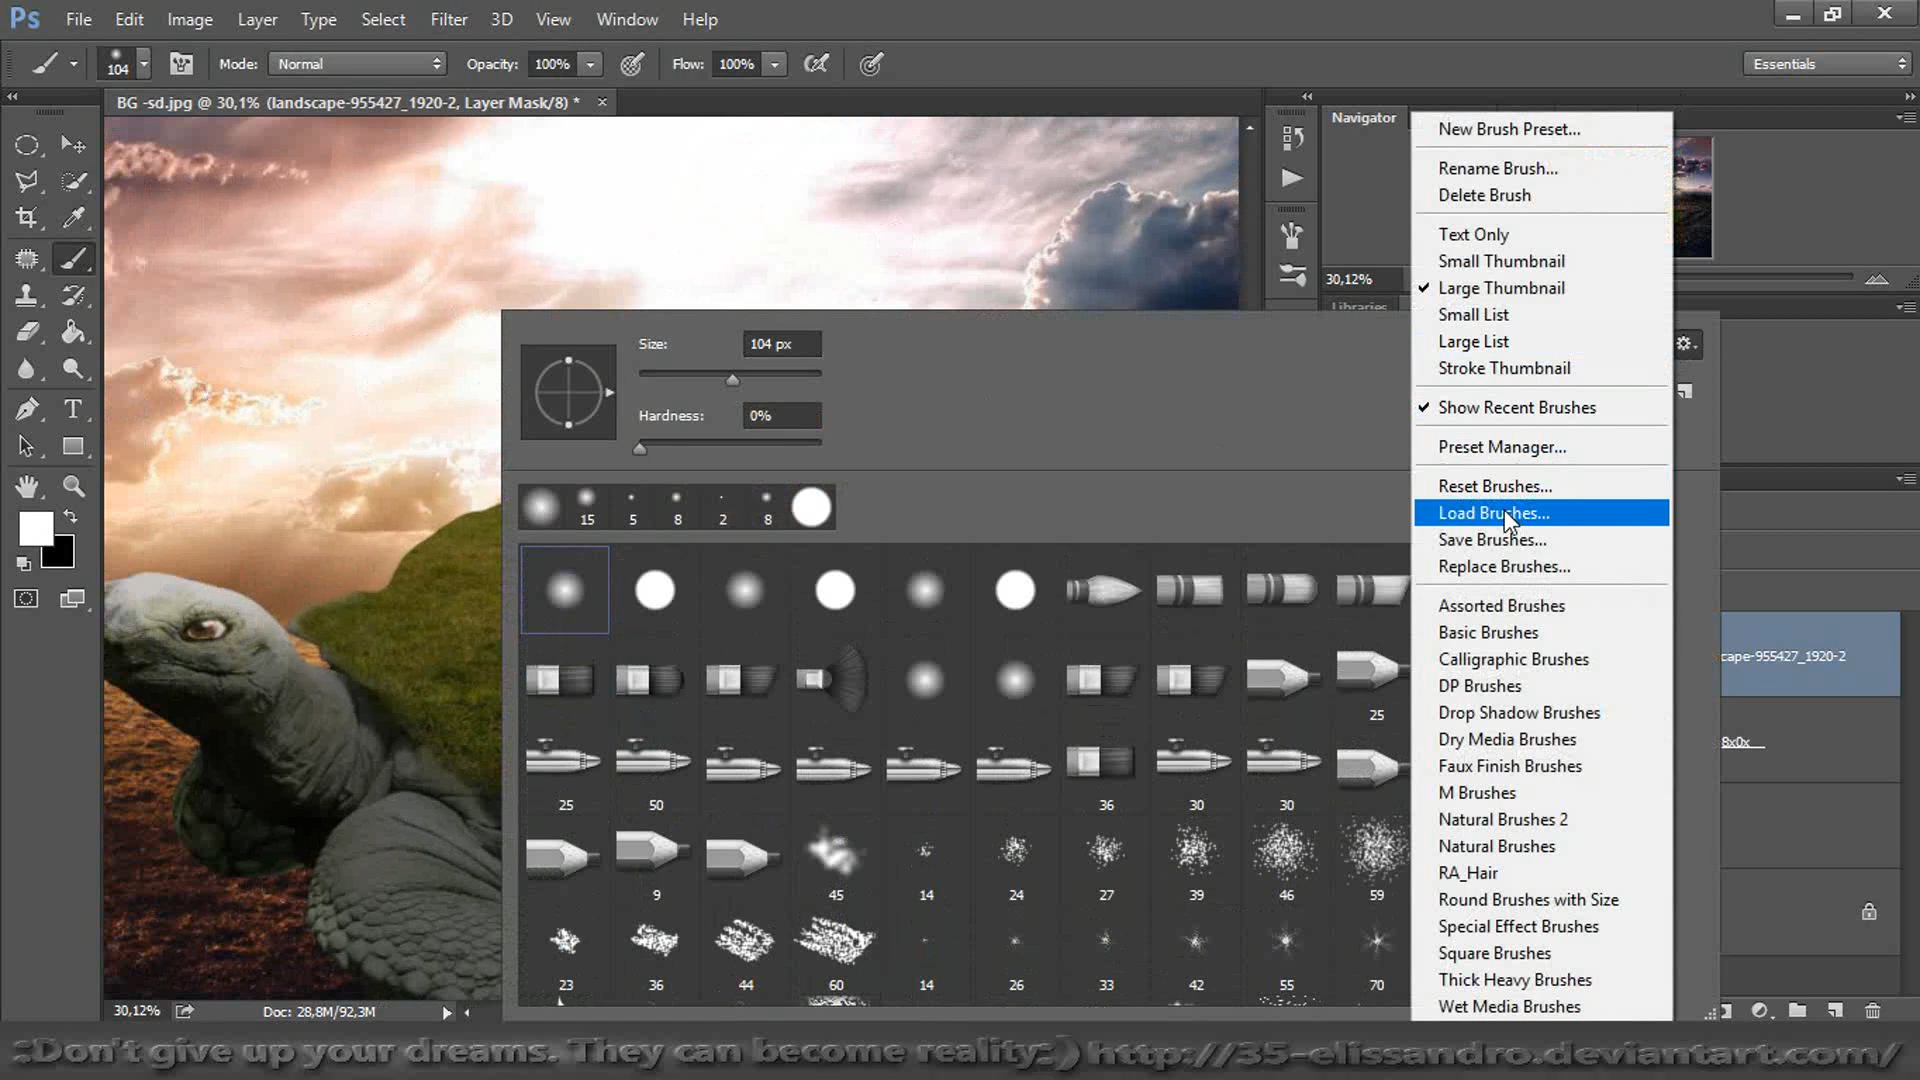 Ps File Edit Image Layer Type Select Filter 3D View Window Help
104 Mode: Normal Opacity: 100% Flow: 100% Essentials
BG -sd.jpg @ 30,1% (landscape-955427_1920-2, Layer Mask/8) *
Navigator
30,12%
Libraries
New Brush Preset...
Rename Brush...
Delete Brush
Text Only
Small Thumbnail
Large Thumbnail
Small List
Large List
Stroke Thumbnail
Show Recent Brushes
Preset Manager...
Reset Brushes...
Load Brushes...
Save Brushes...
Replace Brushes...
Assorted Brushes
Basic Brushes
Calligraphic Brushes
DP Brushes
Drop Shadow Brushes
Dry Media Brushes
Faux Finish Brushes
M Brushes
Natural Brushes 2
Natural Brushes
RA_Hair
Round Brushes with Size
Special Effect Brushes
Square Brushes
Thick Heavy Brushes
Wet Media Brushes
Size: 104 px
Hardness: 0%
15 5 8 2 8
25
25 50 36 30 30
9 45 14 24 27 39 46 59
23 36 44 60 14 26 33 42 55 70
cape-955427_1920-2
8x0x
T
30,12% Doc: 28,8M/92,3M
:Don't give up your dreams. They can become reality:) http://35-elissandro.deviantart.com/